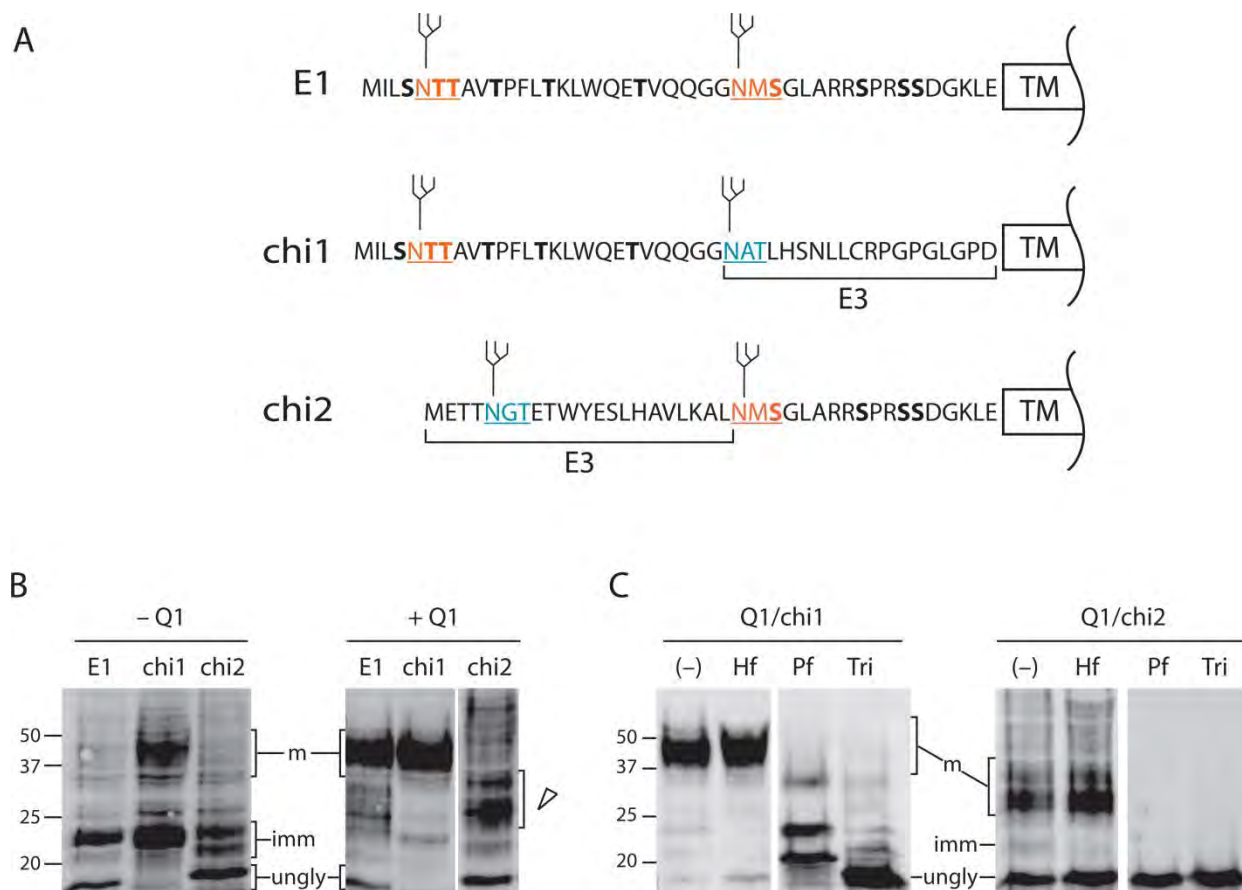 A
E1
MILSNTTAVTPFLTKLWQETVQQGGNMSGLARRSPRSSDGKLE
TM
chi1
MILSNTTAVTPFLTKLWQETVQQGGNATLHSNLLCRPGPGLGPD
TM
E3
chi2
METTNGTETWYESLHAVLKALNMSGLARRSPRSSDGKLE
TM
E3
B
– Q1
+ Q1
E1 chi1 chi2
E1 chi1 chi2
50
37
25
20
m
imm
ungly
C
Q1/chi1
Q1/chi2
(–) Hf Pf Tri
(–) Hf Pf Tri
50
37
25
20
m
imm
ungly